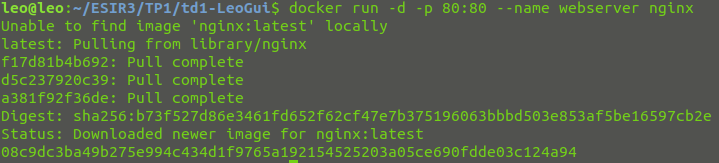 leo@leo:~/ESIR3/TP1/td1-LeoGui$ docker run -d -p 80:80 --name webserver nginx
Unable to find image 'nginx:latest' locally
latest: Pulling from library/nginx
f17d81b4b692: Pull complete
d5c237920c39: Pull complete
a381f92f36de: Pull complete
Digest: sha256:b73f527d86e3461fd652f62cf47e7b375196063bbbd503e853af5be16597cb2e
Status: Downloaded newer image for nginx:latest
08c9dc3ba49b275e994c434d1f9765a192154525203a05ce690fdde03c124a94